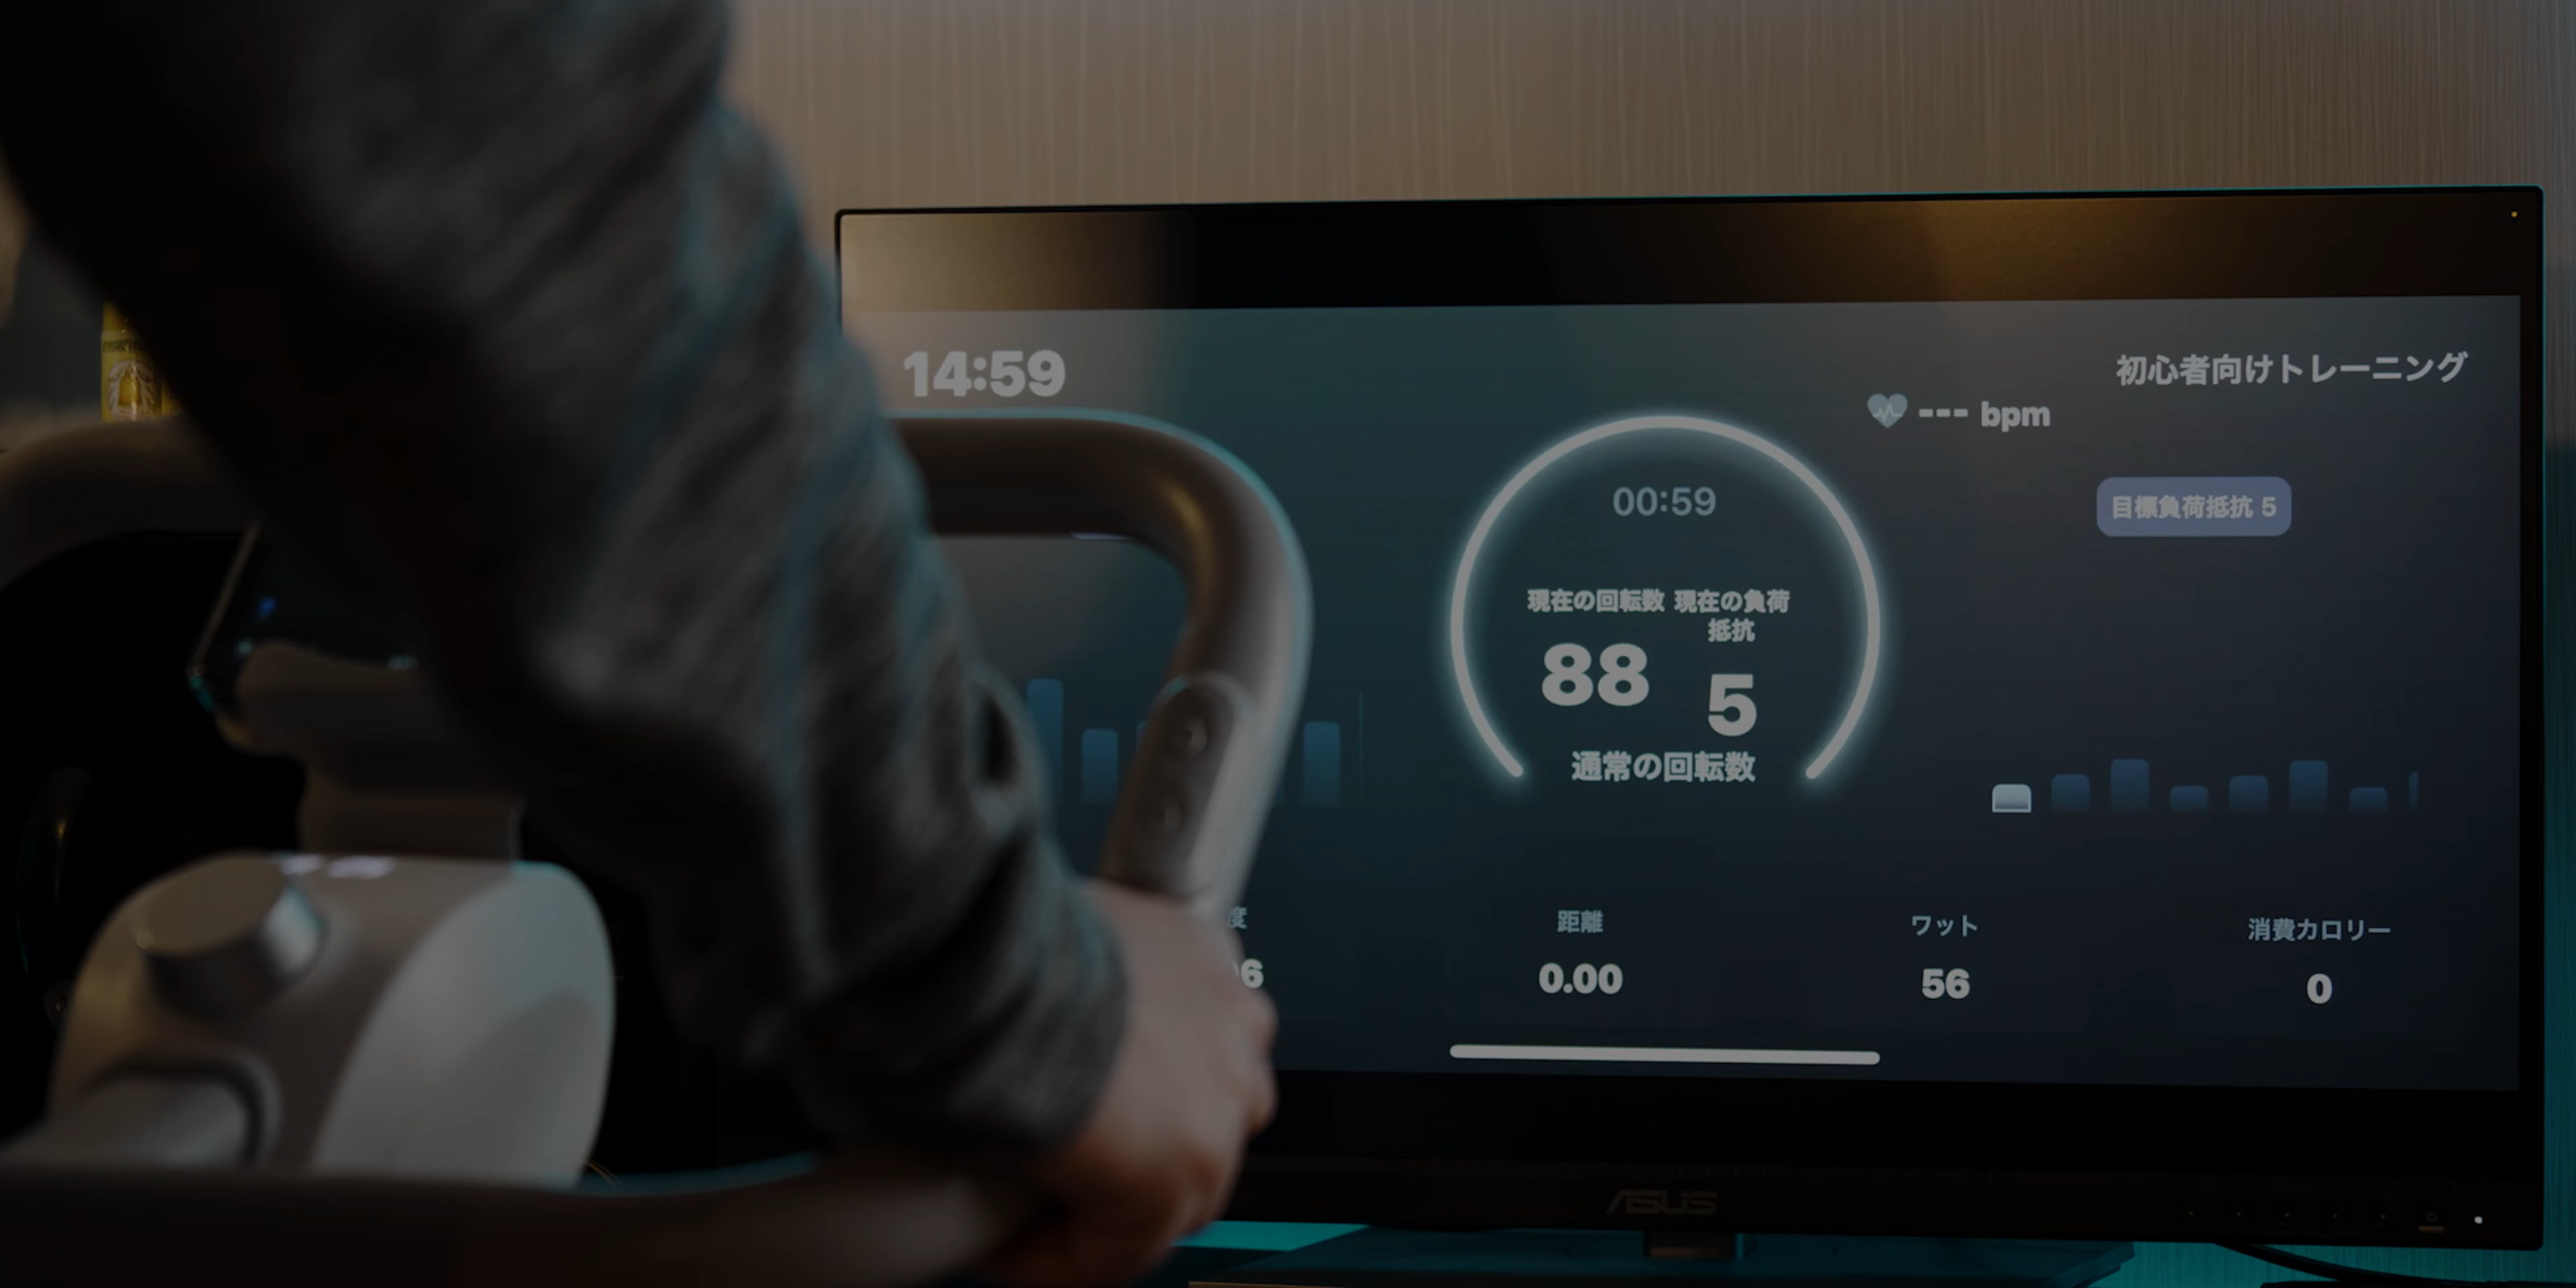 14:59
初心者向けトレーニング
--- bpm
00:59
目標負荷抵抗 5
現在の回転数
現在の負荷
抵抗
88
5
通常の回転数
度
6
距離
0.00
ワット
56
消費カロリー
0
ASUS